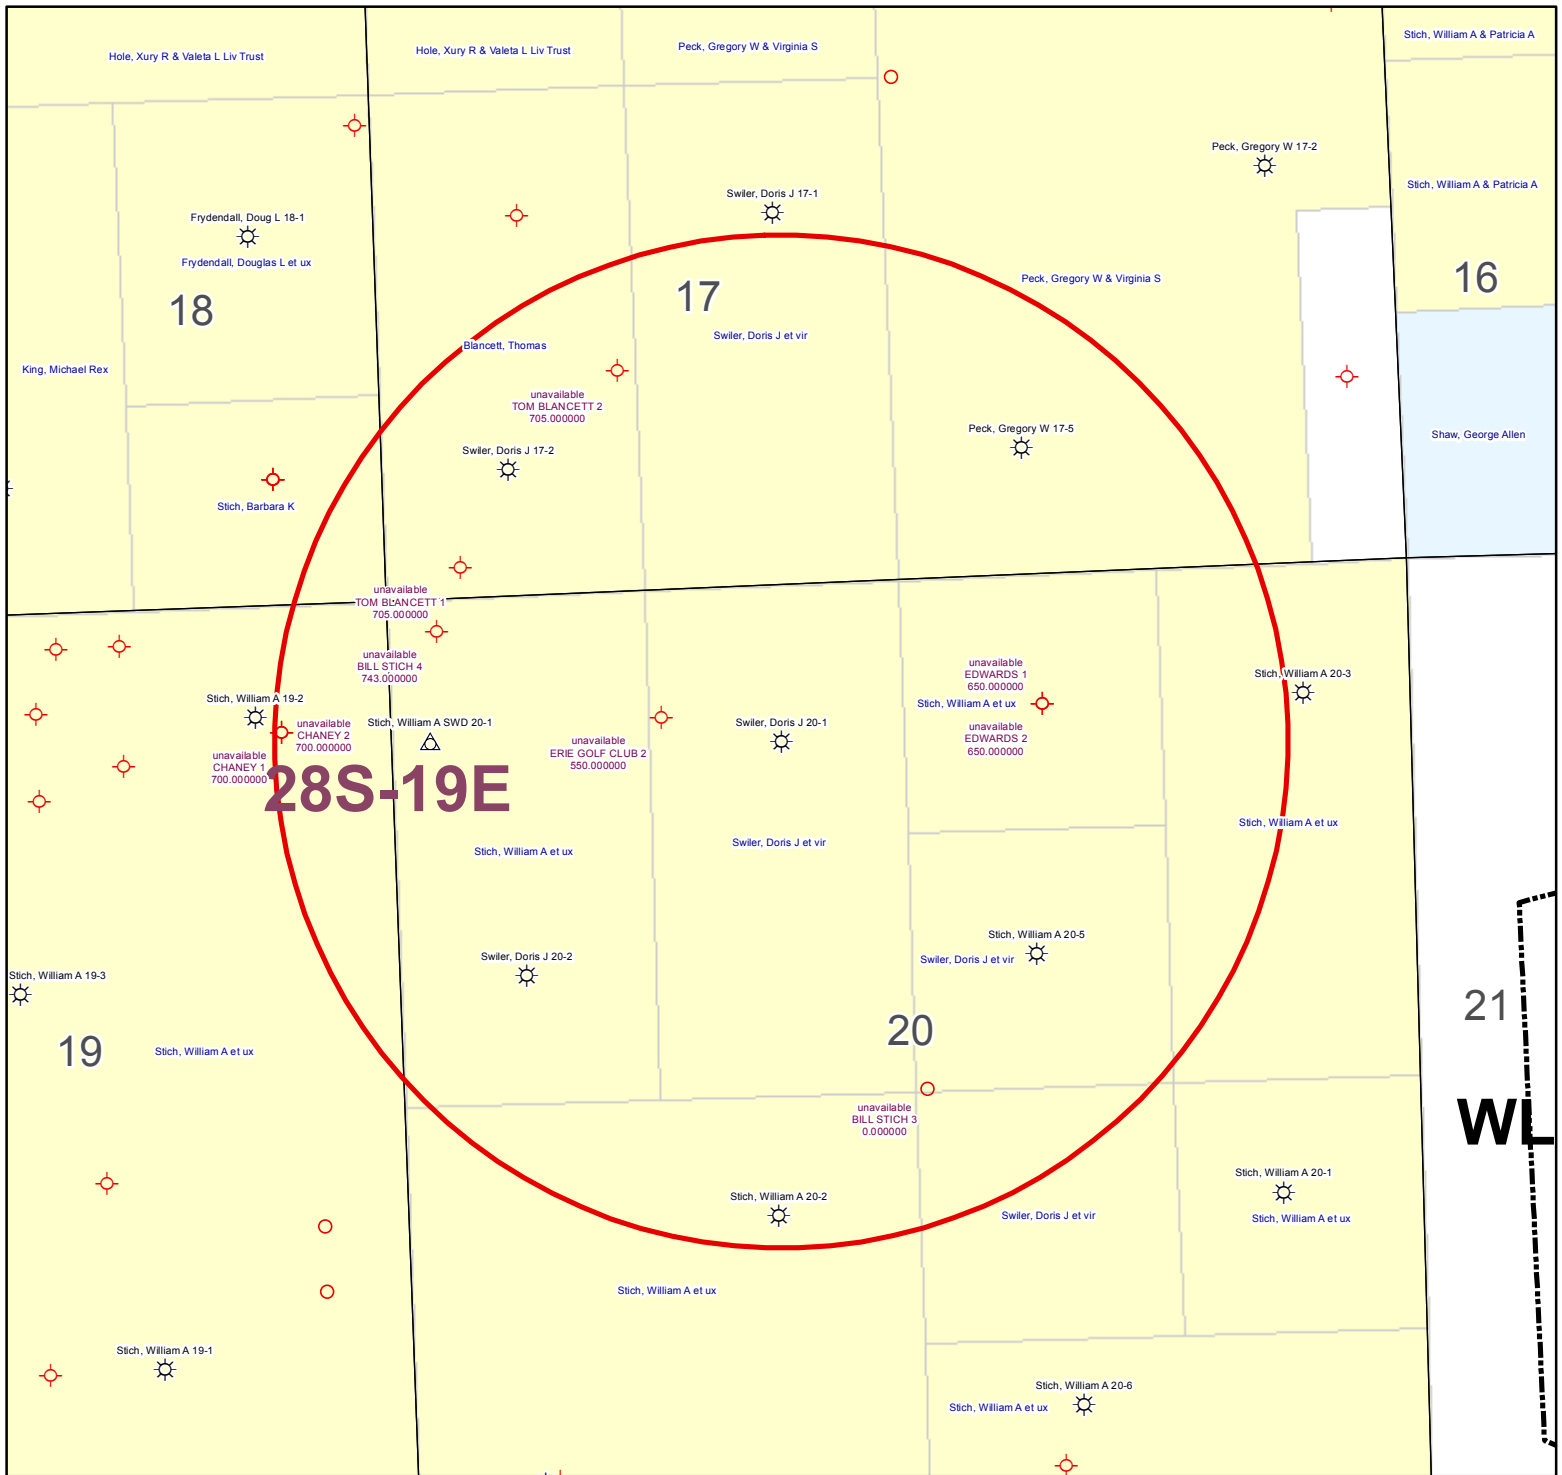 Stich, William A & Patricia A
Hole, Xury R & Valeta L Liv Trust
Hole, Xury R & Valeta L Liv Trust
Peck, Gregory W & Virginia S
Peck, Gregory W 17-2
Stich, William A & Patricia A
Swiler, Doris J 17-1
Frydendall, Doug L 18-1
Frydendall, Douglas L et ux
18
17
Peck, Gregory W & Virginia S
16
Swiler, Doris J et vir
Blancett, Thomas
King, Michael Rex
unavailable
TOM BLANCETT 2
705.000000
Peck, Gregory W 17-5
Shaw, George Allen
Swiler, Doris J 17-2
Stich, Barbara K
unavailable
TOM BLANCETT 1
705.000000
unavailable
BILL STICH 4
743.000000
unavailable
EDWARDS 1
650.000000
Stich, William A 20-3
Stich, William A 19-2
Stich, William A et ux
unavailable
CHANEY 2
700.000000
Stich, William A SWD 20-1
Swiler, Doris J 20-1
unavailable
EDWARDS 2
650.000000
unavailable
ERIE GOLF CLUB 2
550.000000
unavailable
CHANEY 1
700.000000
28S-19E
Stich, William A et ux
Swiler, Doris J et vir
Stich, William A et ux
Stich, William A 20-5
Swiler, Doris J 20-2
Swiler, Doris J et vir
Stich, William A 19-3
21
20
19
Stich, William A et ux
unavailable
BILL STICH 3
0.000000
WL
Stich, William A 20-1
Stich, William A 20-2
Swiler, Doris J et vir
Stich, William A et ux
Stich, William A et ux
Stich, William A 19-1
Stich, William A 20-6
Stich, William A et ux